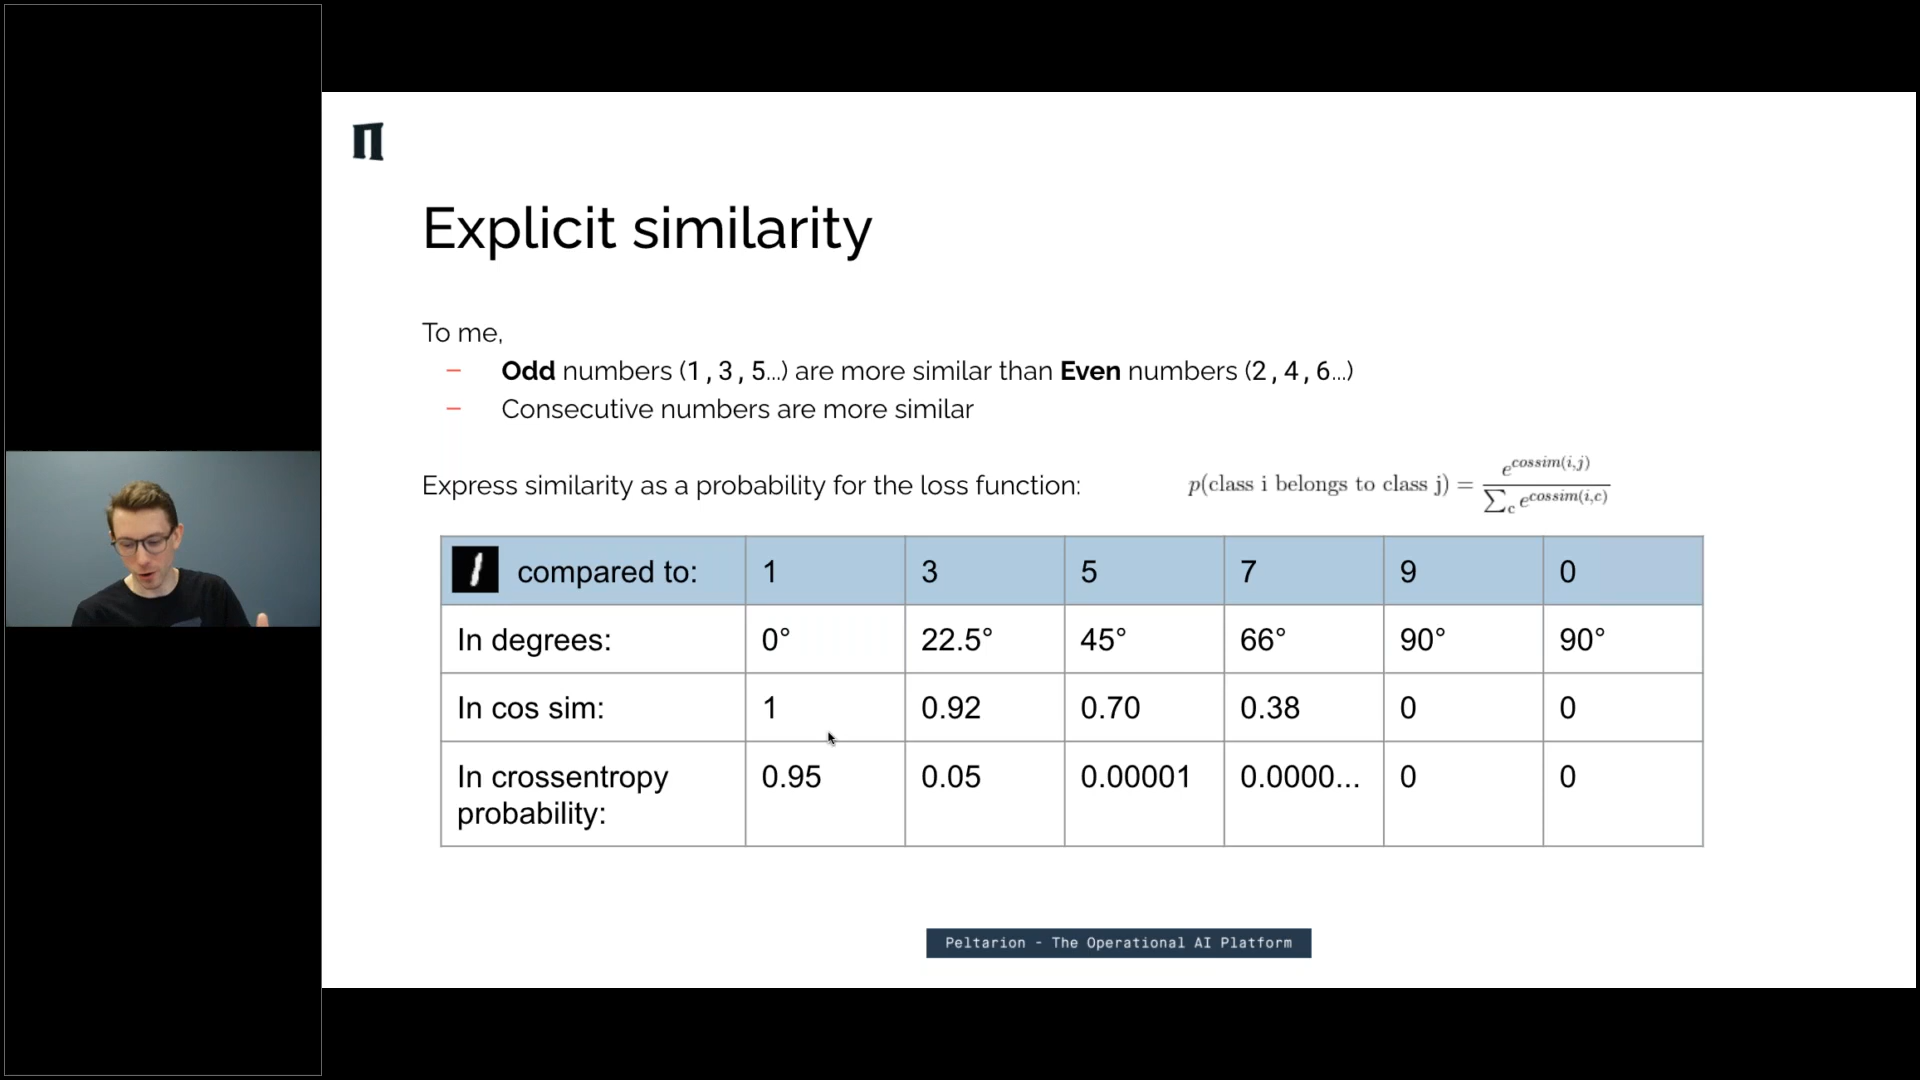 Explicit similarity
To me,
– Odd numbers (1,3,5...) are more similar than Even numbers (2,4,6...)
– Consecutive numbers are more similar
Express similarity as a probability for the loss function: p(class i belongs to class j) = e^{cossim(i,j)} / ∑_c e^{cossim(i,c)}
compared to: 1 3 5 7 9 0
In degrees: 0° 22.5° 45° 66° 90° 90°
In cos sim: 1 0.92 0.70 0.38 0 0
In crossentropy probability: 0.95 0.05 0.00001 0.0000... 0 0
Peltarion - The Operational AI Platform